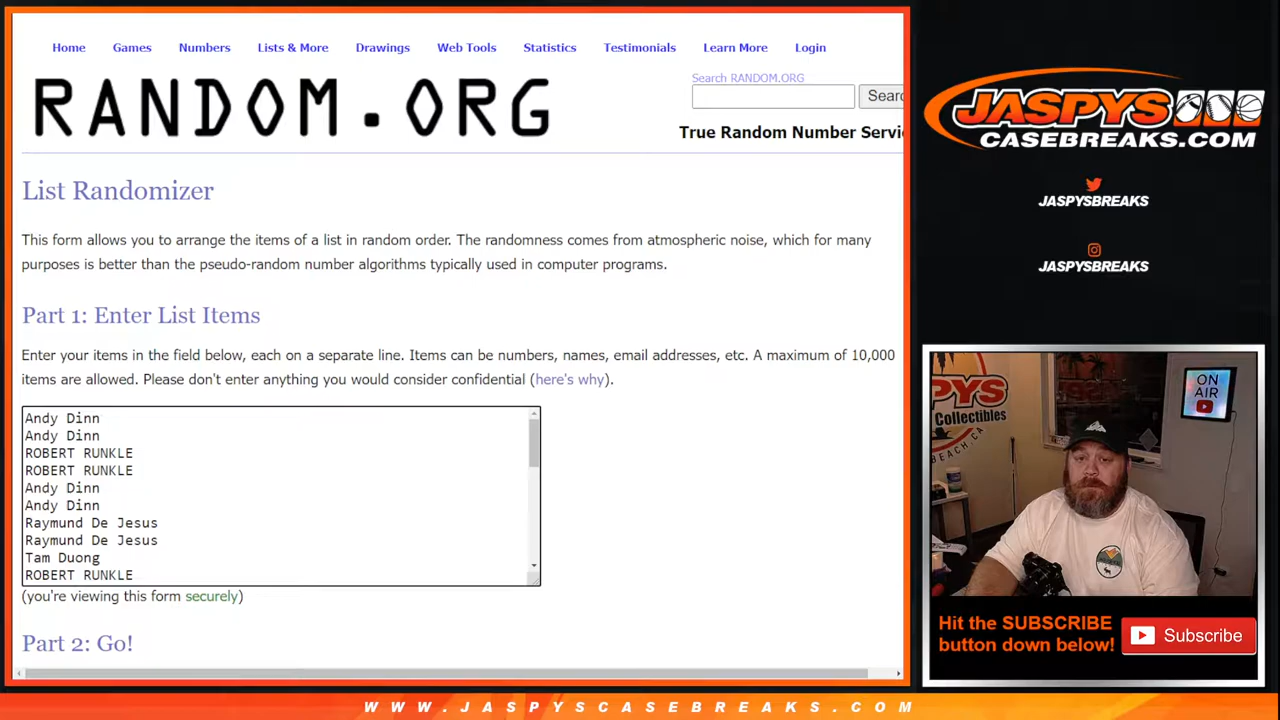 Home Games Numbers Lists & More Drawings Web Tools Statistics Testimonials Learn More Login
RANDOM.ORG
Search RANDOM.ORG
True Random Number
List Randomizer
This form allows you to arrange the items of a list in random order. The randomness comes from atmospheric noise, which for many
purposes is better than the pseudo-random number algorithms typically used in computer programs.
Part 1: Enter List Items
Enter your items in the field below, each on a separate line. Items can be numbers, names, email addresses, etc. A maximum of 10,000
items are allowed. Please don't enter anything you would consider confidential (here's why).
Andy Dinn
Andy Dinn
ROBERT RUNKLE
ROBERT RUNKLE
Andy Dinn
Andy Dinn
Raymund De Jesus
Raymund De Jesus
Tam Duong
ROBERT RUNKLE
(you're viewing this form securely)
Part 2: Go!
JASPYS
CASEBREAKS.COM
JASPYSBREAKS
JASPYSBREAKS
PYS
Collectibles
BEACH, CA
ON
AIR
Hit the SUBSCRIBE
button down below!
Subscribe
WWW.JASPYSCASEBREAKS.COM